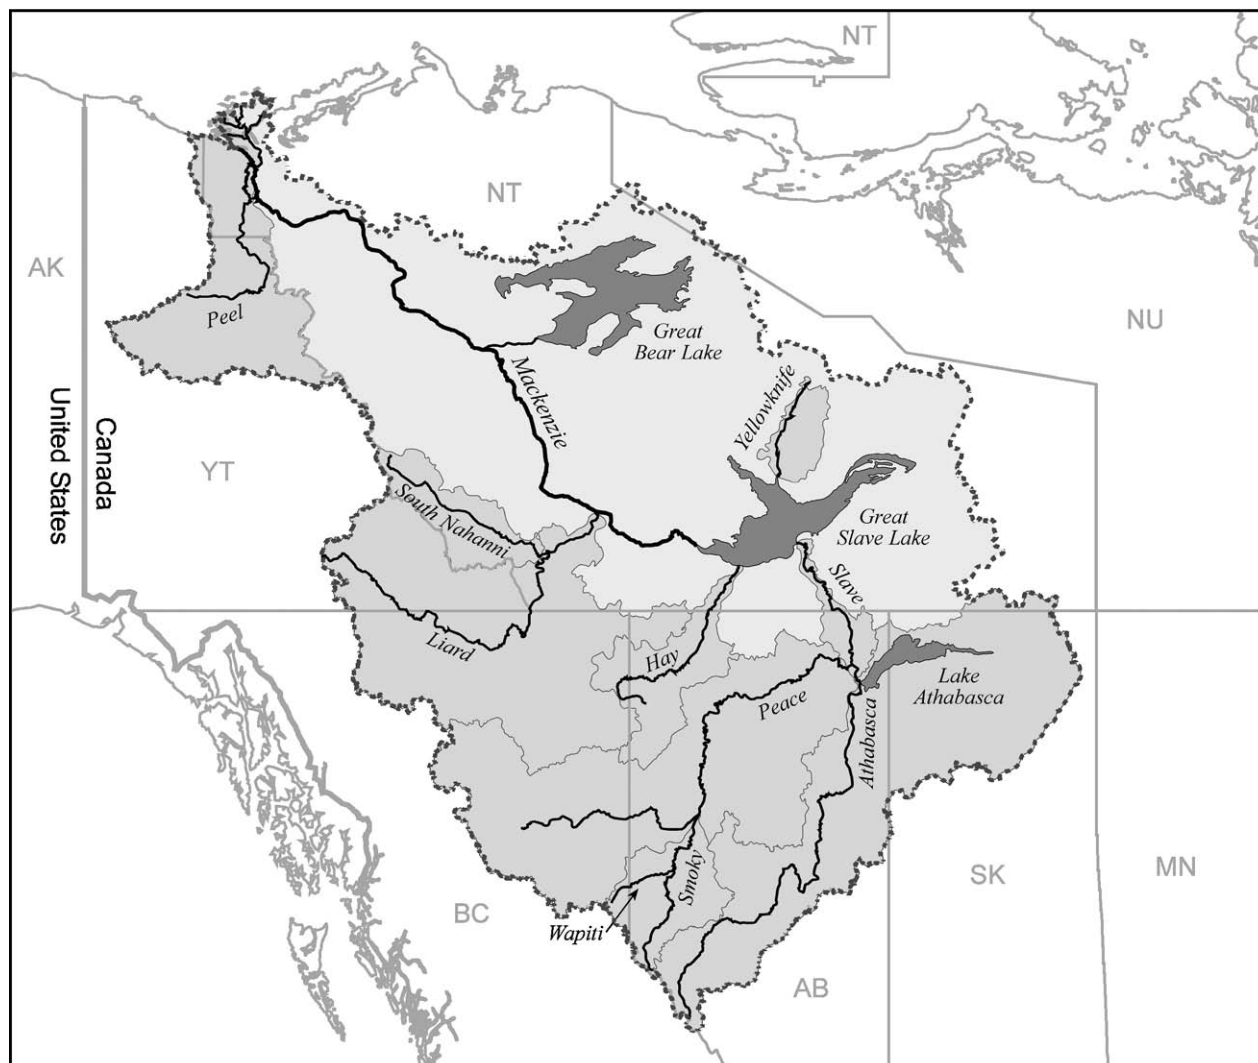 NT
NT
AK
Peel
Great
Bear Lake
NU
Mackenzie
Yellowknife
Canada
United States
YT
South Nahanni
Great
Slave Lake
Slave
Liard
Hay
Peace
Lake
Athabasca
Athabasca
Smoky
SK
MN
BC
Wapiti
AB